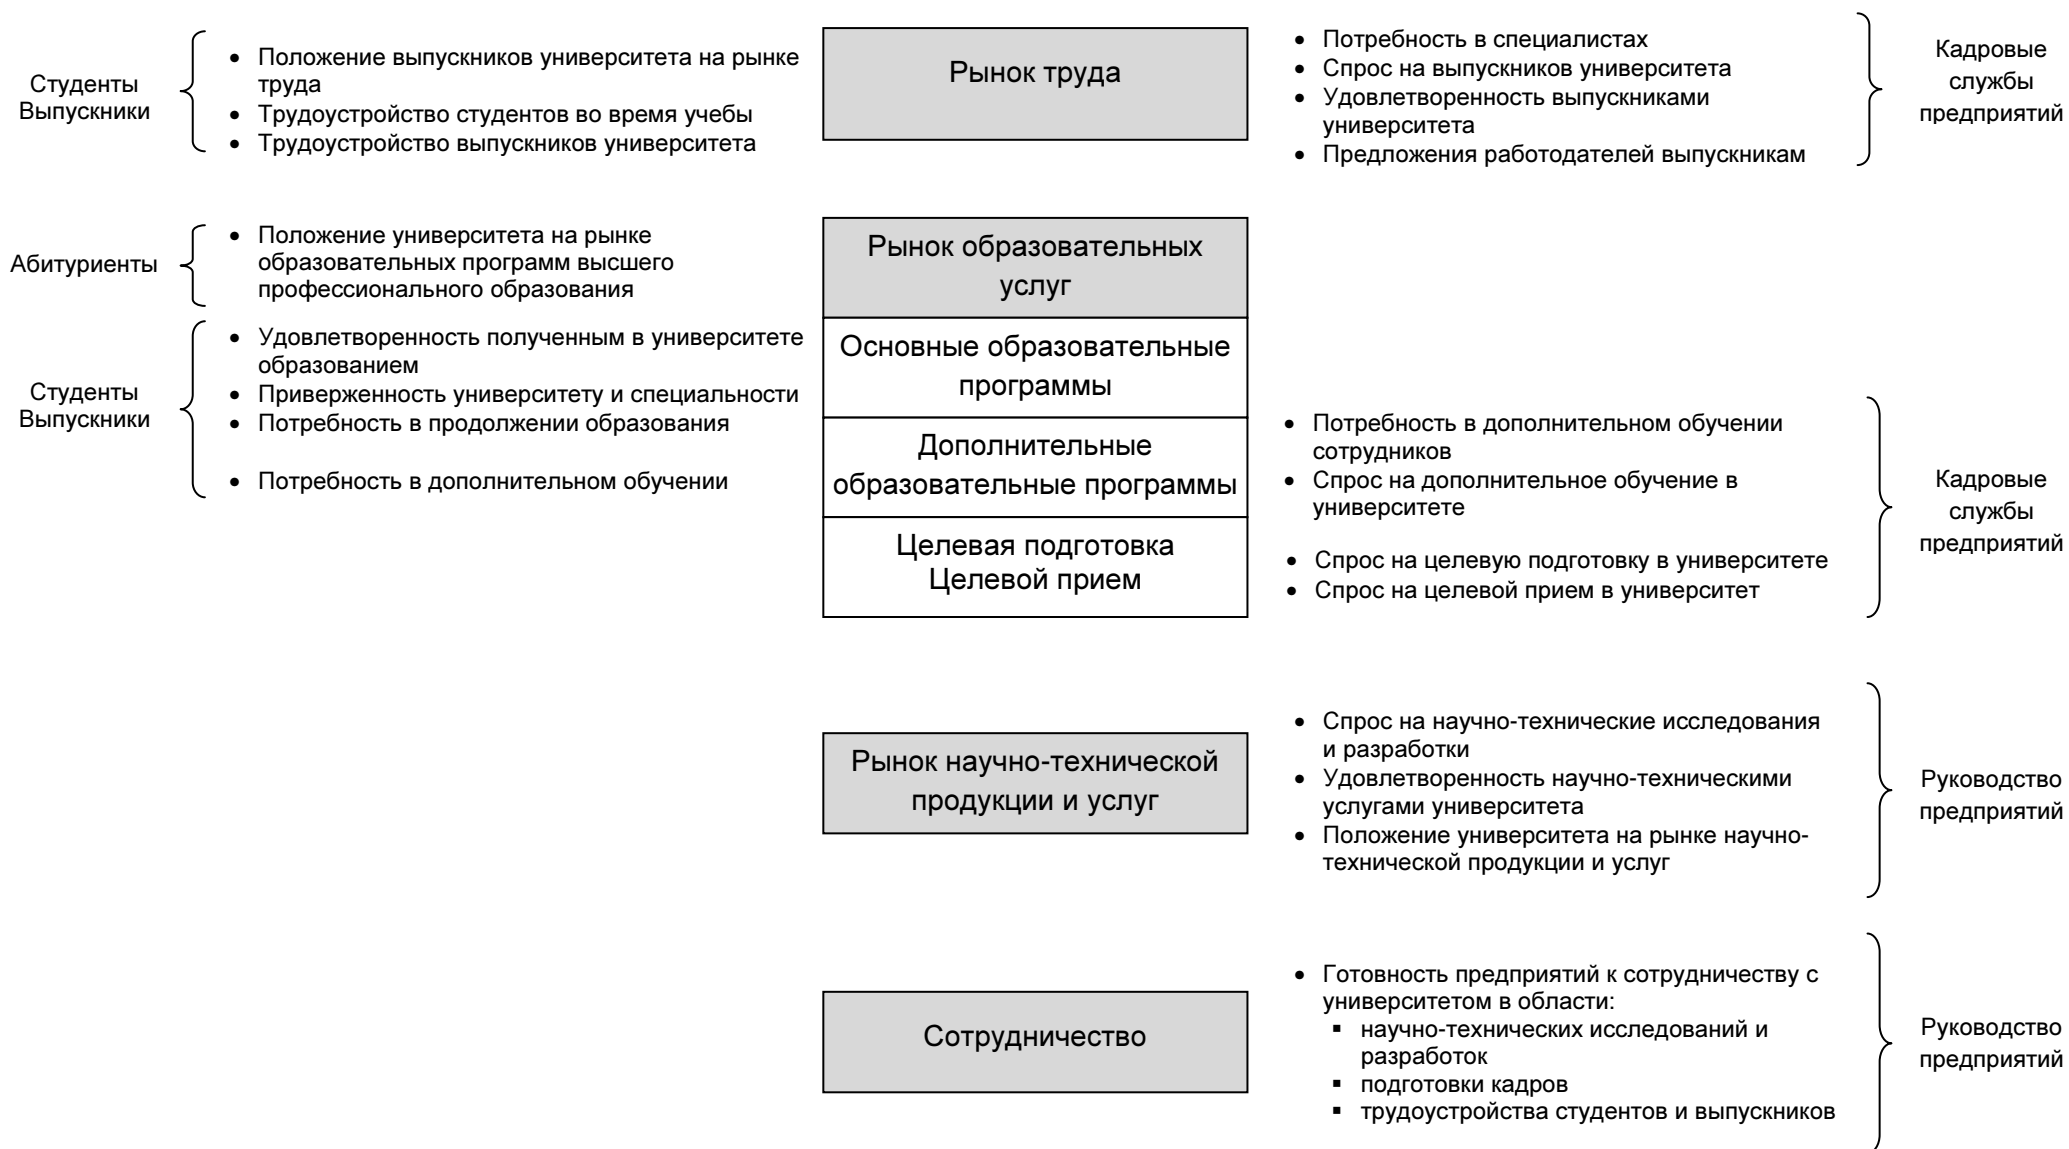 Студенты
Выпускники
• Положение выпускников университета на рынке
труда
• Трудоустройство студентов во время учебы
• Трудоустройство выпускников университета
Рынок труда
• Потребность в специалистах
• Спрос на выпускников университета
• Удовлетворенность выпускниками
университета
• Предложения работодателей выпускникам
Кадровые
службы
предприятий
Абитуриенты
• Положение университета на рынке
образовательных программ высшего
профессионального образования
Студенты
Выпускники
• Удовлетворенность полученным в университете
образованием
• Приверженность университету и специальности
• Потребность в продолжении образования
• Потребность в дополнительном обучении
Рынок образовательных
услуг
Основные образовательные
программы
Дополнительные
образовательные программы
Целевая подготовка
Целевой прием
• Потребность в дополнительном обучении
сотрудников
• Спрос на дополнительное обучение в
университете
• Спрос на целевую подготовку в университете
• Спрос на целевой прием в университет
Кадровые
службы
предприятий
Рынок научно-технической
продукции и услуг
• Спрос на научно-технические исследования
и разработки
• Удовлетворенность научно-техническими
услугами университета
• Положение университета на рынке научно-
технической продукции и услуг
Руководство
предприятий
Сотрудничество
• Готовность предприятий к сотрудничеству с
университетом в области:
▪ научно-технических исследований и
разработок
▪ подготовки кадров
▪ трудоустройства студентов и выпускников
Руководство
предприятий